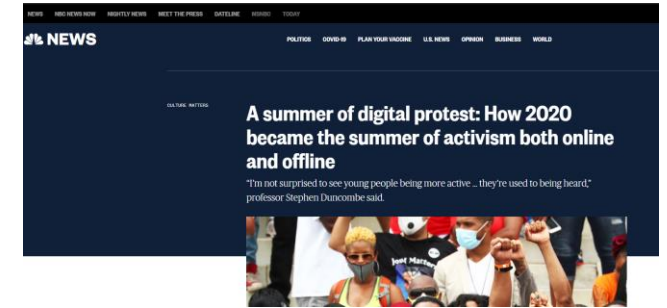 NEWS NBC NEWS NOW NIGHTLY NEWS MEET THE PRESS DATELINE MSNBC TODAY
NEWS
POLITICS COVID-19 PLAN YOUR VACCINE U.S. NEWS OPINION BUSINESS WORLD
CULTURE MATTERS
A summer of digital protest: How 2020
became the summer of activism both online
and offline
"I'm not surprised to see young people being more active ... they're used to being heard,"
professor Stephen Duncombe said.